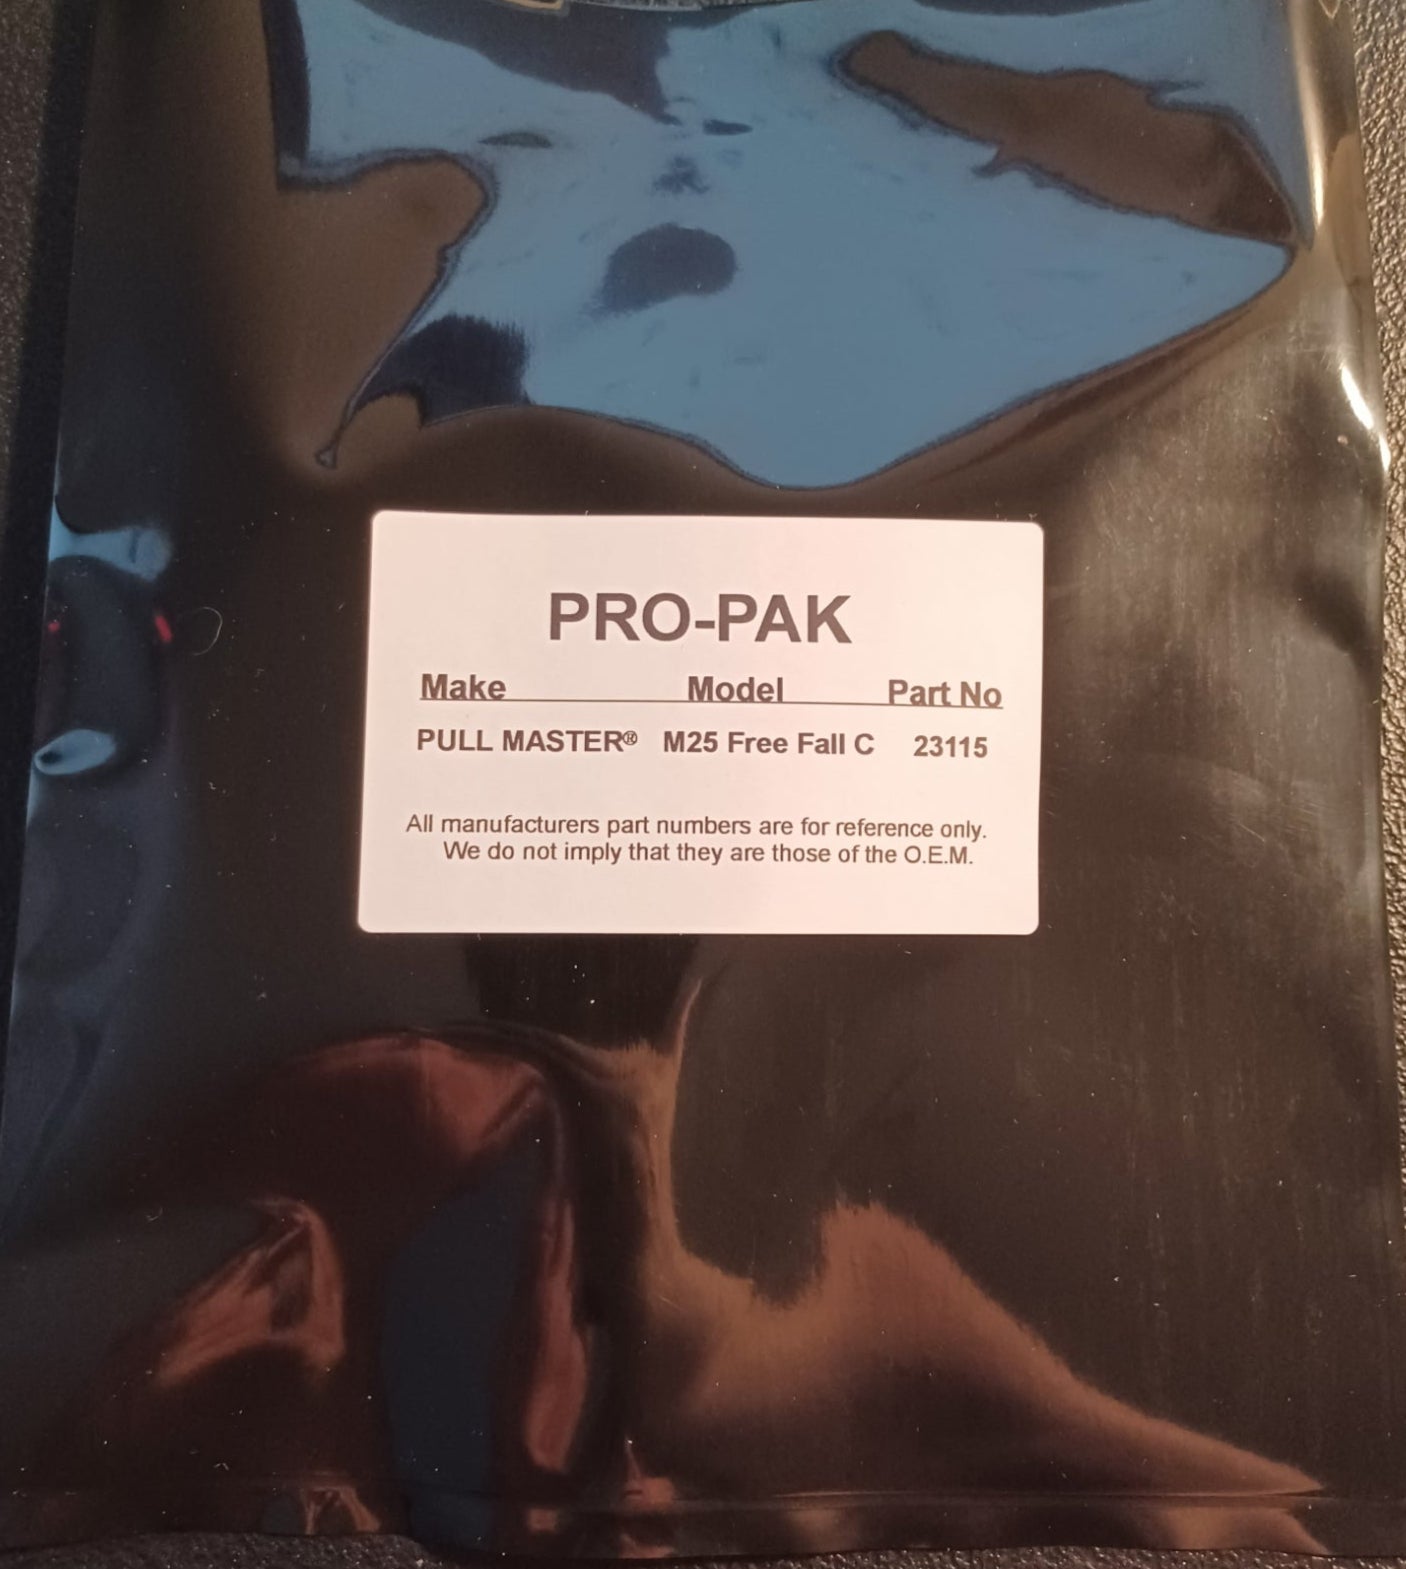 PRO-PAK
Make Model Part No
PULL MASTER® M25 Free Fall C 23115
All manufacturers part numbers are for reference only.
We do not imply that they are those of the O.E.M.